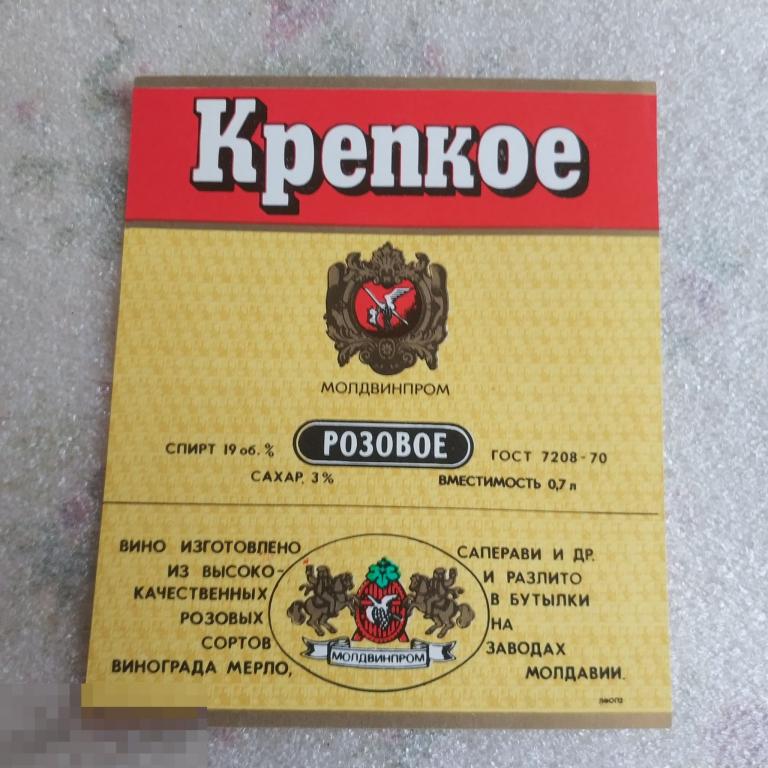 Крепкое
МОЛДВИНПРОМ
СПИРТ 19 об. %
РОЗОВОЕ
ГОСТ 7208-70
САХАР, 3%
ВМЕСТИМОСТЬ 0,7 л
ВИНО ИЗГОТОВЛЕНО
ИЗ ВЫСОКО-
КАЧЕСТВЕННЫХ
РОЗОВЫХ
СОРТОВ
ВИНОГРАДА МЕРЛО,
МОЛДВИНПРОМ
САПЕРАВИ И ДР.
И РАЗЛИТО
В БУТЫЛКИ
НА
ЗАВОДАХ
МОЛДАВИИ.